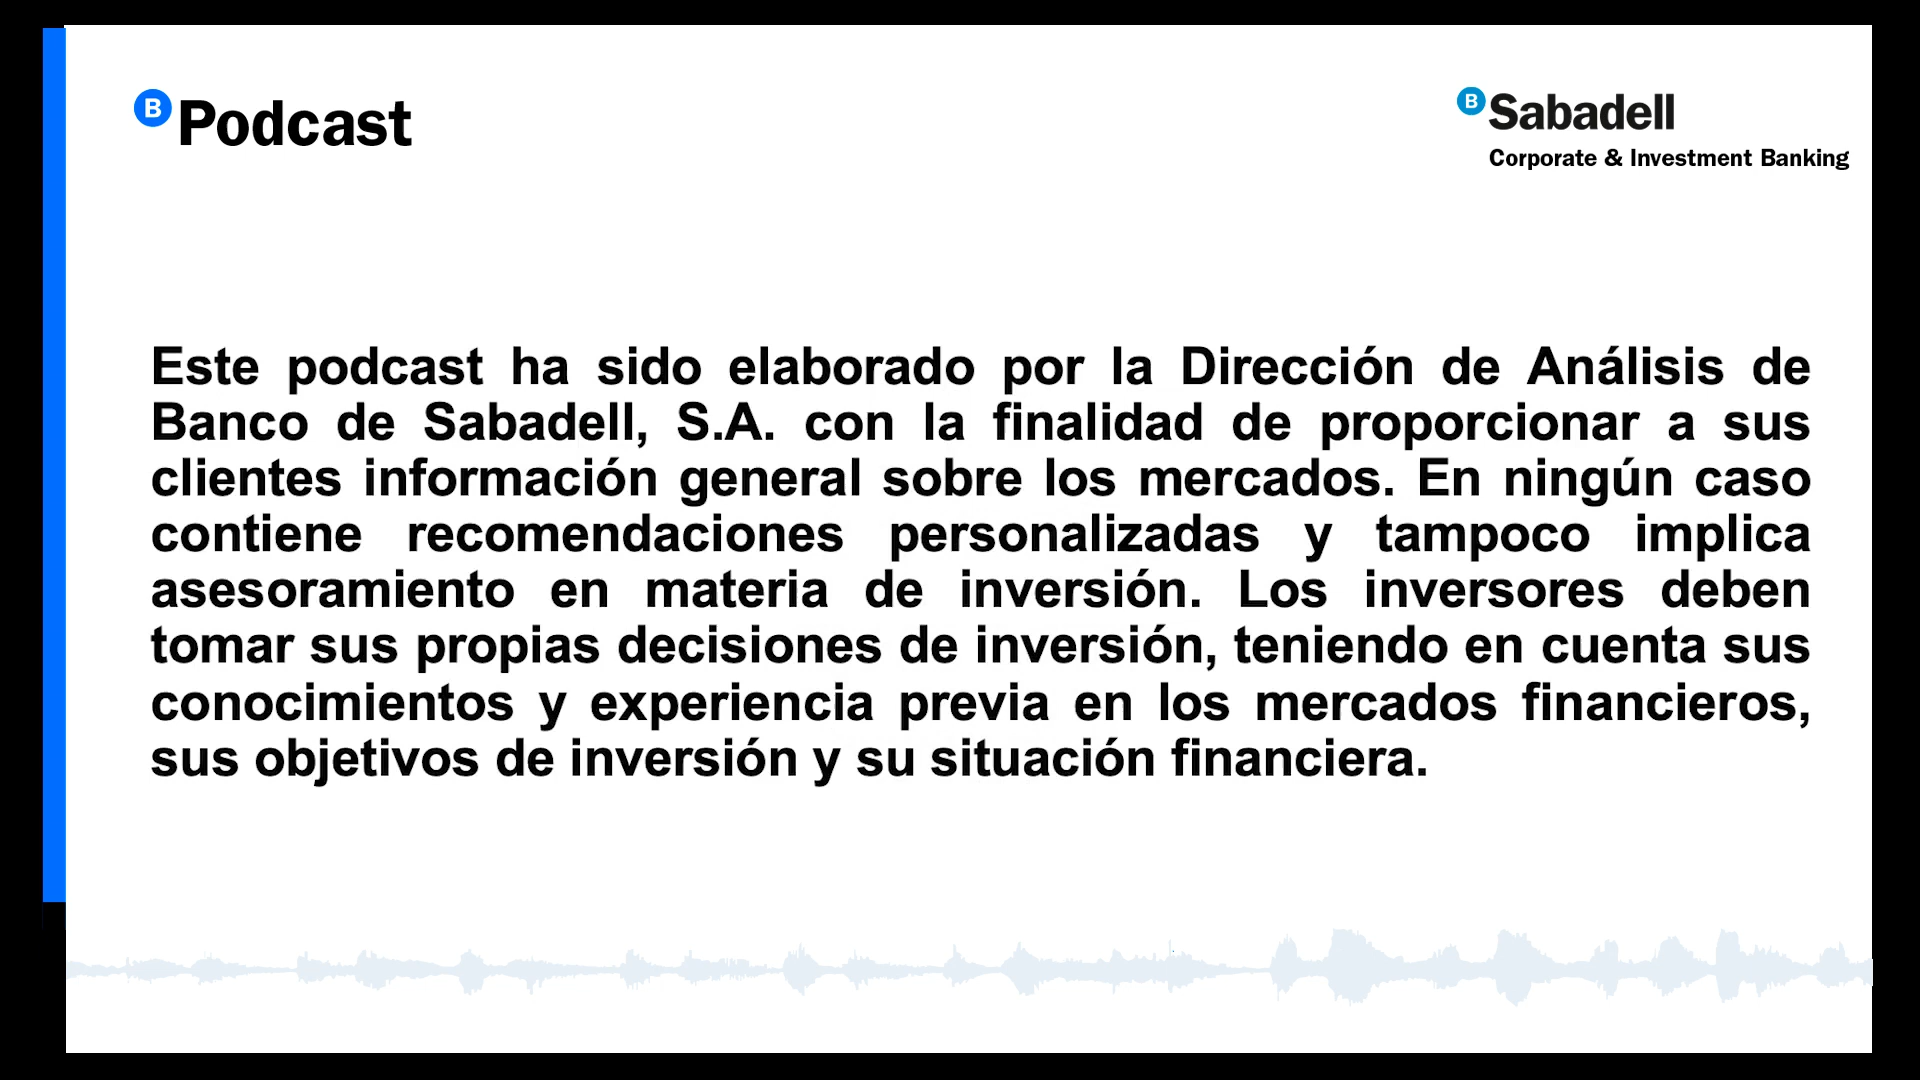 B Podcast
B Sabadell
Corporate & Investment Banking
Este podcast ha sido elaborado por la Dirección de Análisis de
Banco de Sabadell, S.A. con la finalidad de proporcionar a sus
clientes información general sobre los mercados. En ningún caso
contiene recomendaciones personalizadas y tampoco implica
asesoramiento en materia de inversión. Los inversores deben
tomar sus propias decisiones de inversión, teniendo en cuenta sus
conocimientos y experiencia previa en los mercados financieros,
sus objetivos de inversión y su situación financiera.